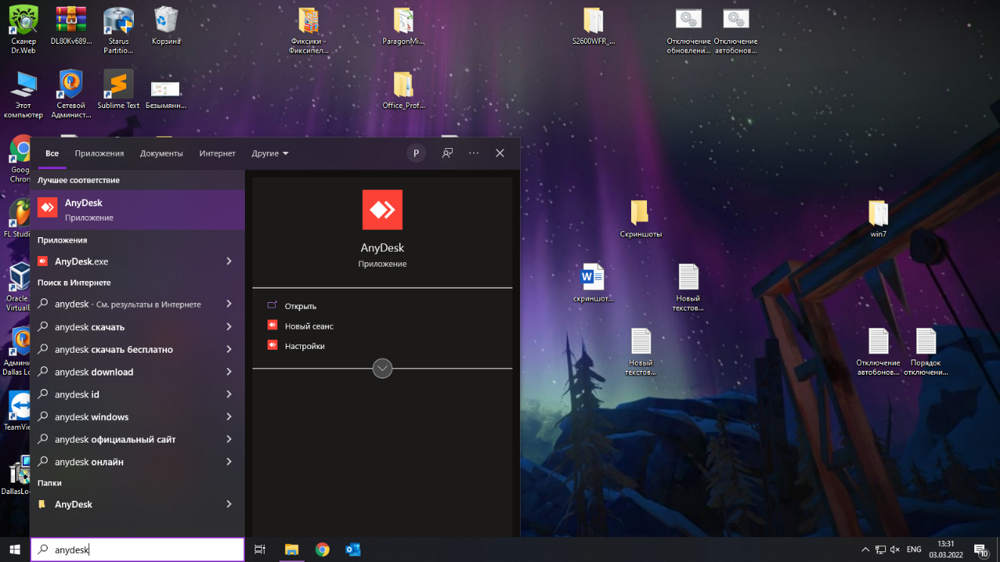 Сканер
Dr.Web
DL80Kv689...
Starus
Partitio...
Корзина
Фиксики -
Фиксипел...
ParagonMi...
S2600WFR_...
Отключение
обновлени...
Отключение
автобонов...
Этот
компьютер
Сетевой
Админист...
Sublime Text
Безымянн...
Office_Prof...
Все
Приложения
Документы
Интернет
Другие
P
Лучшее соответствие
AnyDesk
Приложение
Приложения
AnyDesk.exe
Поиск в Интернете
anydesk - См. результаты в Интернете
anydesk скачать
anydesk скачать бесплатно
anydesk download
anydesk id
anydesk windows
anydesk официальный сайт
anydesk онлайн
Папки
AnyDesk
AnyDesk
Приложение
Открыть
Новый сеанс
Настройки
Скриншоты
win7
скриншот...
Новый
текстов...
Новый
текстов...
Отключение
автобонов...
Порядок
отключени...
Goog
Chron
FL Studi
Oracle
VirtualB
Админи
Dallas Lo
TeamVie
DallasLoc
anydesk
ENG
13:31
03.03.2022
10